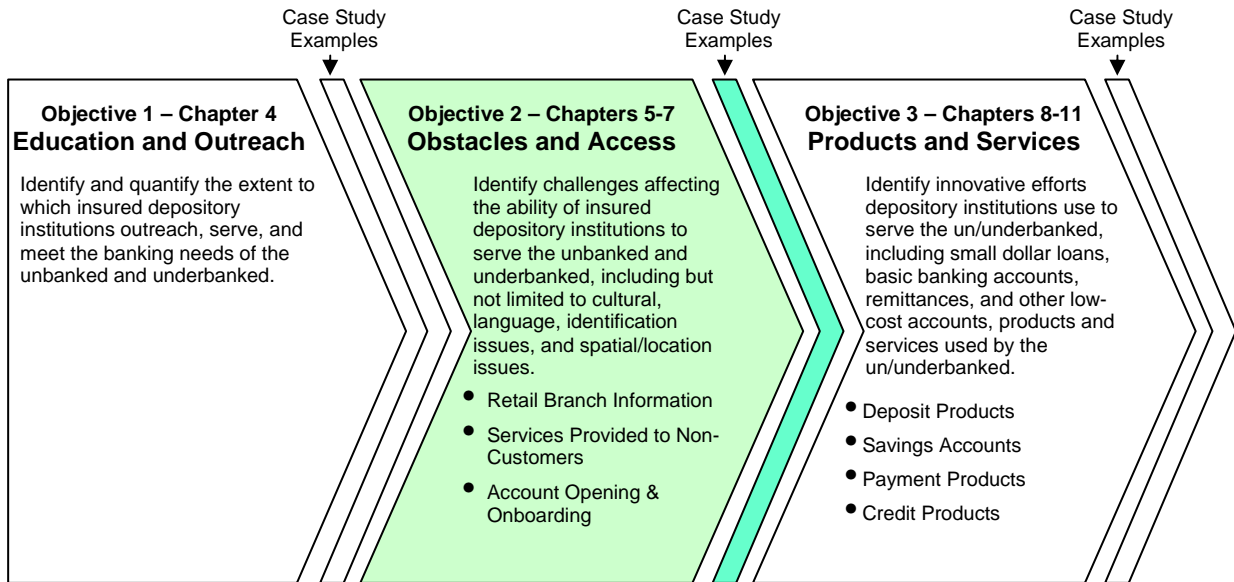 Case Study
Examples
Case Study
Examples
Case Study
Examples
Objective 1 – Chapter 4
Education and Outreach
Identify and quantify the extent to
which insured depository
institutions outreach, serve, and
meet the banking needs of the
unbanked and underbanked.
Objective 2 – Chapters 5-7
Obstacles and Access
Identify challenges affecting
the ability of insured
depository institutions to
serve the unbanked and
underbanked, including but
not limited to cultural,
language, identification
issues, and spatial/location
issues.
• Retail Branch Information
• Services Provided to Non-
Customers
• Account Opening &
Onboarding
Objective 3 – Chapters 8-11
Products and Services
Identify innovative efforts
depository institutions use to
serve the un/underbanked,
including small dollar loans,
basic banking accounts,
remittances, and other low-
cost accounts, products and
services used by the
un/underbanked.
• Deposit Products
• Savings Accounts
• Payment Products
• Credit Products